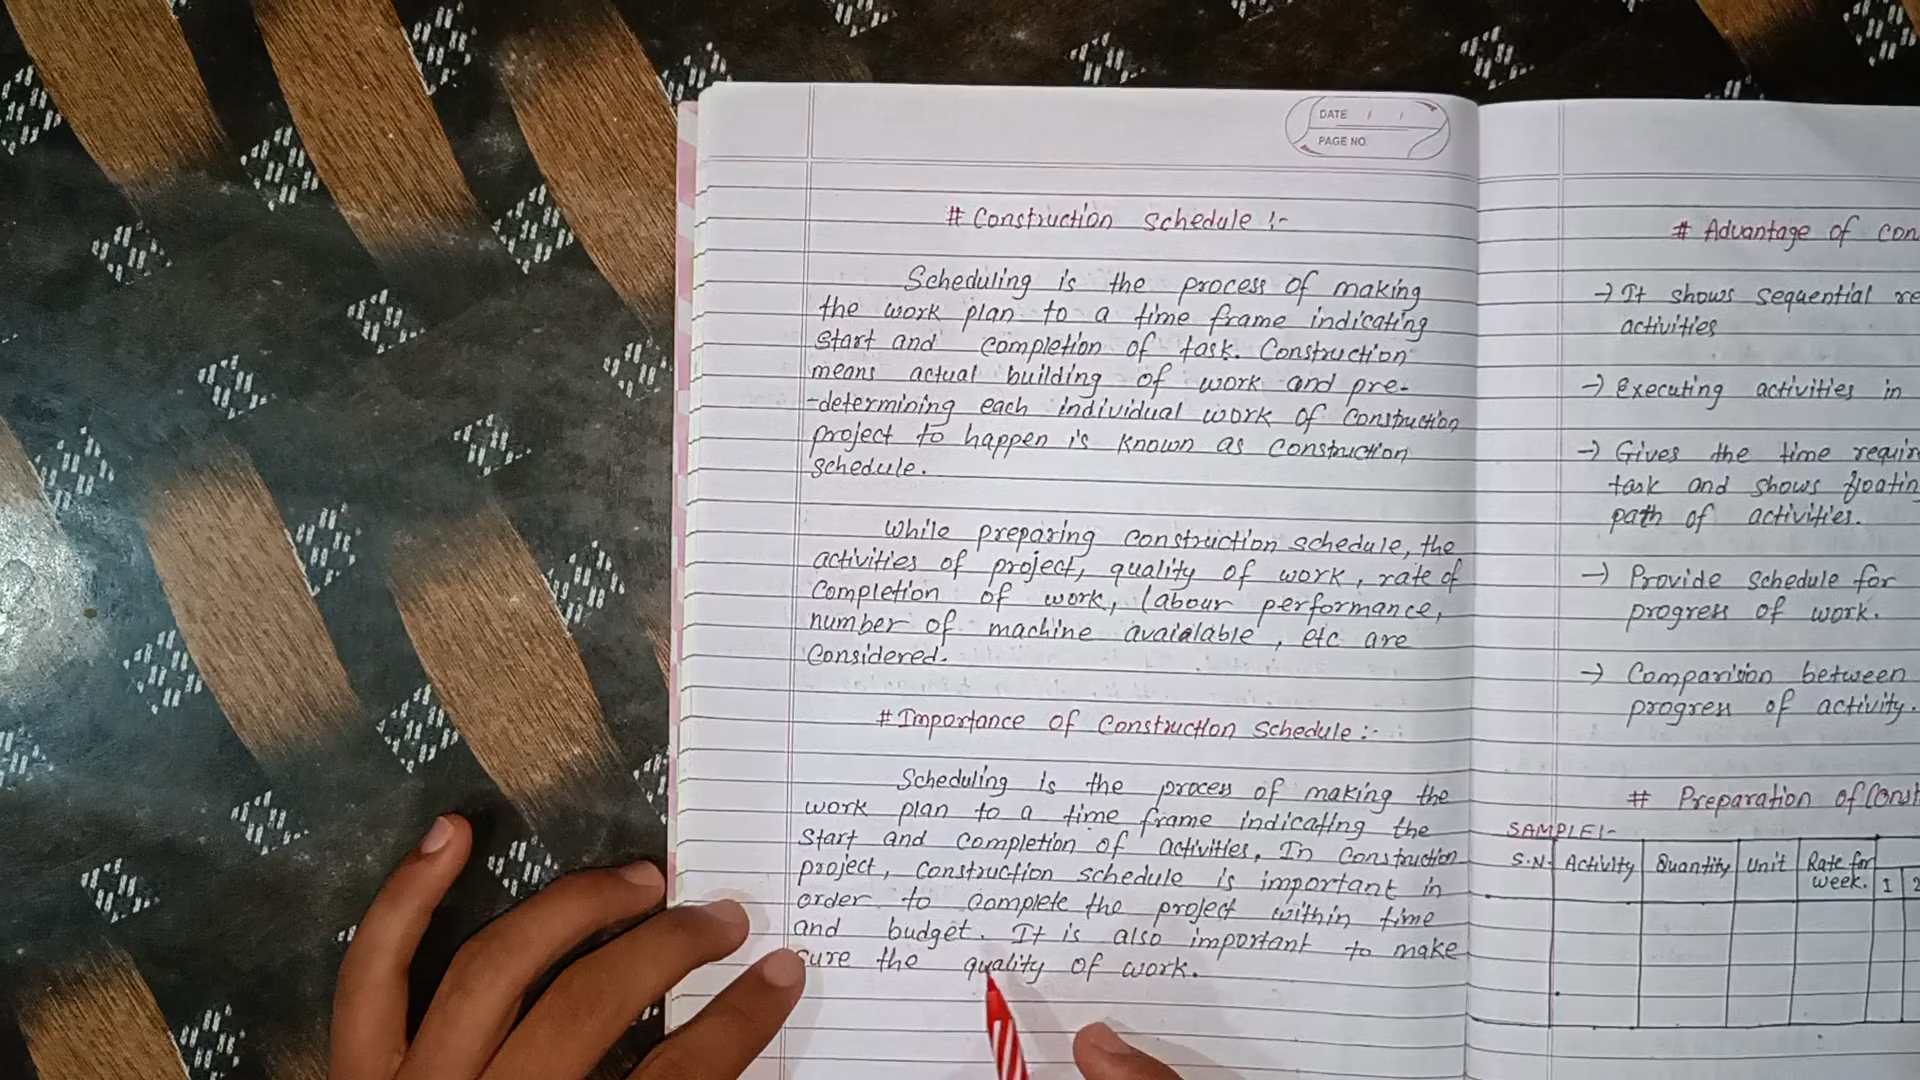 DATE / /
PAGE NO.
# Construction Schedule :-
Scheduling is the process of making
the work plan to a time frame indicating
start and completion of task. Construction
means actual building of work and pre-
-determining each individual work of construction
project to happen is known as construction
schedule.
While preparing construction schedule, the
activities of project, quality of work, rate of
completion of work, labour performance,
number of machine avaialable, etc are
considered.
# Importance of Construction Schedule :-
Scheduling is the process of making the
work plan to a time frame indicating the
start and completion of activities. In construction
project, construction schedule is important in
order to complete the project within time
and budget. It is also important to make
sure the quality of work.
# Advantage of con
→ It shows sequential re
activities
→ Executing activities in
→ Gives the time requir
task and shows floatin
path of activities.
→ Provide schedule for
progress of work.
→ Comparision between
progress of activity.
# Preparation of Const
SAMPLE :-
S.N. Activity Quantity Unit Rate for
week. 1 2